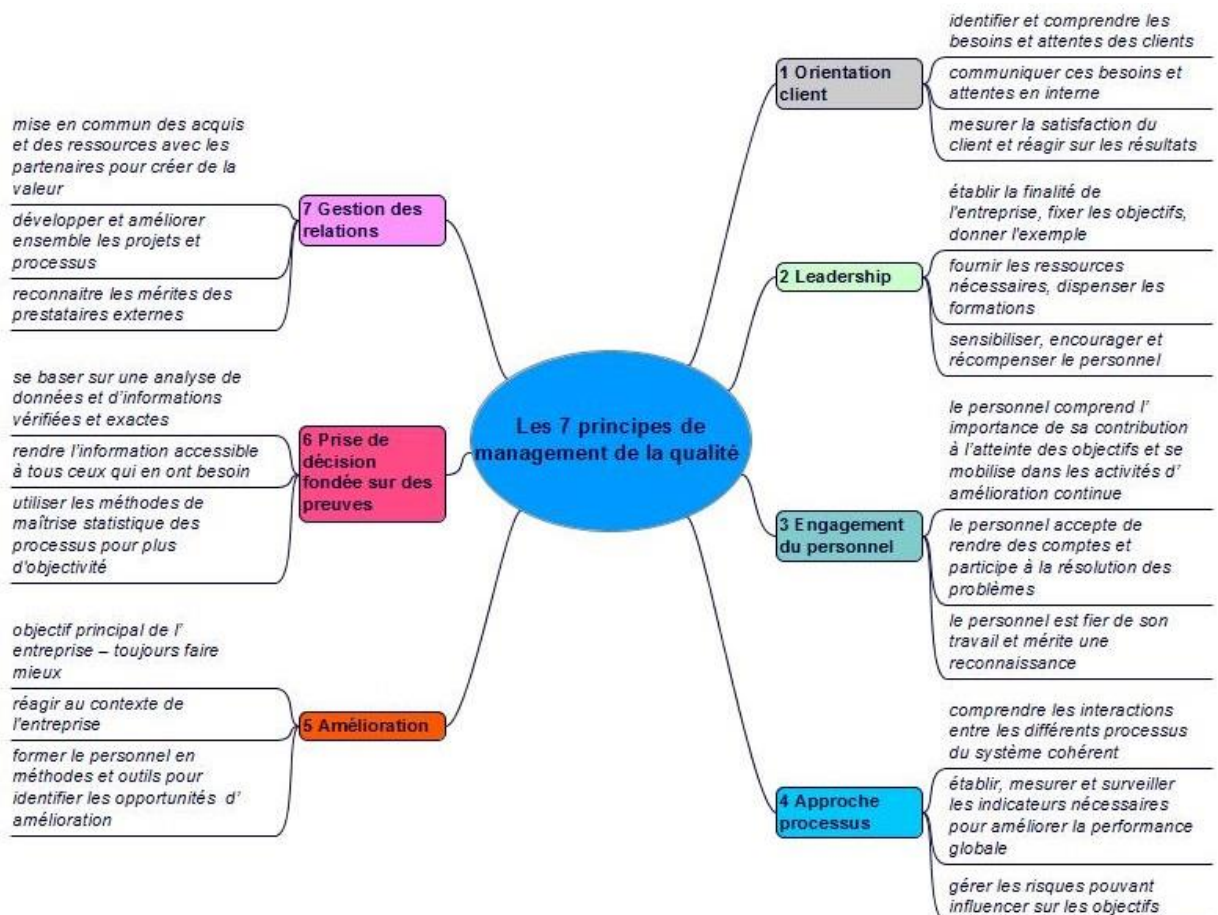 Les 7 principes de
management de la qualité
1 Orientation
client
identifier et comprendre les
besoins et attentes des clients
communiquer ces besoins et
attentes en interne
mesurer la satisfaction du
client et réagir sur les résultats
2 Leadership
établir la finalité de
l'entreprise, fixer les objectifs,
donner l'exemple
fournir les ressources
nécessaires, dispenser les
formations
sensibiliser, encourager et
récompenser le personnel
3 Engagement
du personnel
le personnel comprend l’
importance de sa contribution
à l’atteinte des objectifs et se
mobilise dans les activités d’
amélioration continue
le personnel accepte de
rendre des comptes et
participe à la résolution des
problèmes
le personnel est fier de son
travail et mérite une
reconnaissance
4 Approche
processus
comprendre les interactions
entre les différents processus
du système cohérent
établir, mesurer et surveiller
les indicateurs nécessaires
pour améliorer la performance
globale
gérer les risques pouvant
influencer sur les objectifs
5 Amélioration
objectif principal de l’
entreprise – toujours faire
mieux
réagir au contexte de
l'entreprise
former le personnel en
méthodes et outils pour
identifier les opportunités d’
amélioration
6 Prise de
décision
fondée sur des
preuves
se baser sur une analyse de
données et d’informations
vérifiées et exactes
rendre l’information accessible
à tous ceux qui en ont besoin
utiliser les méthodes de
maîtrise statistique des
processus pour plus
d'objectivité
7 Gestion des
relations
mise en commun des acquis
et des ressources avec les
partenaires pour créer de la
valeur
développer et améliorer
ensemble les projets et
processus
reconnaitre les mérites des
prestataires externes